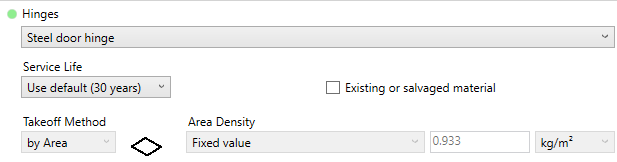 Hinges
Steel door hinge
Service Life
Use default (30 years)
Existing or salvaged material
Takeoff Method
Area Density
by Area
Fixed value
0.933
kg/m²